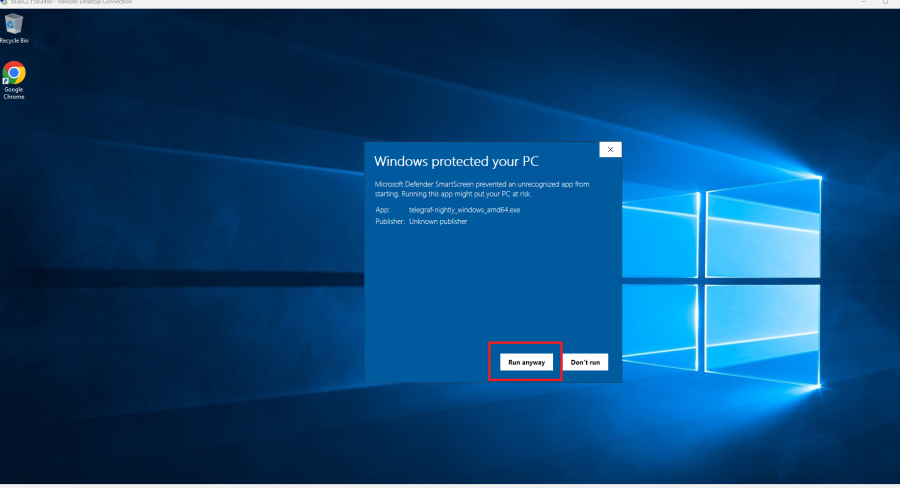 - Remote Desktop Connection
Recycle Bin
Google
Chrome
Windows protected your PC
Microsoft Defender SmartScreen prevented an unrecognized app from
starting. Running this app might put your PC at risk.
App: telegraf-nightly_windows_amd64.exe
Publisher: Unknown publisher
Run anyway
Don't run